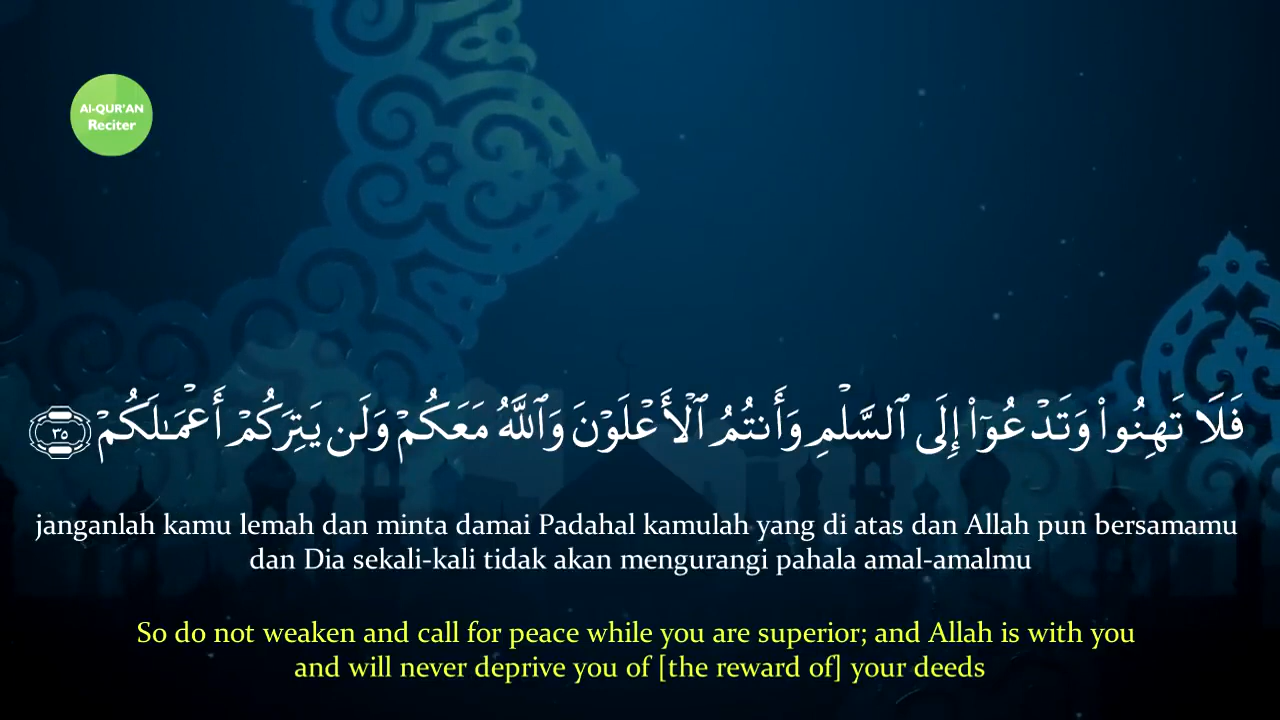 Al-QUR'AN
Reciter
فَلَا تَهِنُوا۟ وَتَدْعُوٓا۟ إِلَى ٱلسَّلْمِ وَأَنتُمُ ٱلْأَعْلَوْنَ وَٱللَّهُ مَعَكُمْ وَلَن يَتِرَكُمْ أَعْمَـٰلَكُمْ ٣٥
janganlah kamu lemah dan minta damai Padahal kamulah yang di atas dan Allah pun bersamamu
dan Dia sekali-kali tidak akan mengurangi pahala amal-amalmu
So do not weaken and call for peace while you are superior; and Allah is with you
and will never deprive you of [the reward of] your deeds